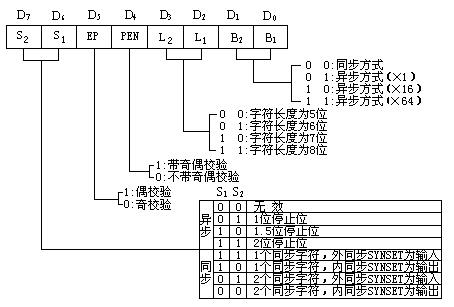 D7 D6 D5 D4 D3 D2 D1 D0
S2 S1 EP PEN L2 L1 B2 B1
0 0:同步方式
0 1:异步方式(×1)
1 0:异步方式(×16)
1 1:异步方式(×64)
0 0:字符长度为5位
0 1:字符长度为6位
1 0:字符长度为7位
1 1:字符长度为8位
1:带奇偶校验
0:不带奇偶校验
1:偶校验
0:奇校验
S1 S2
异步
0 0 无 效
0 1 1位停止位
1 0 1.5位停止位
1 1 2位停止位
同步
1 1 1个同步字符，外同步SYNSET为输入
1 0 1个同步字符，内同步SYNSET为输出
0 1 2个同步字符，外同步SYNSET为输入
0 0 2个同步字符，内同步SYNSET为输出